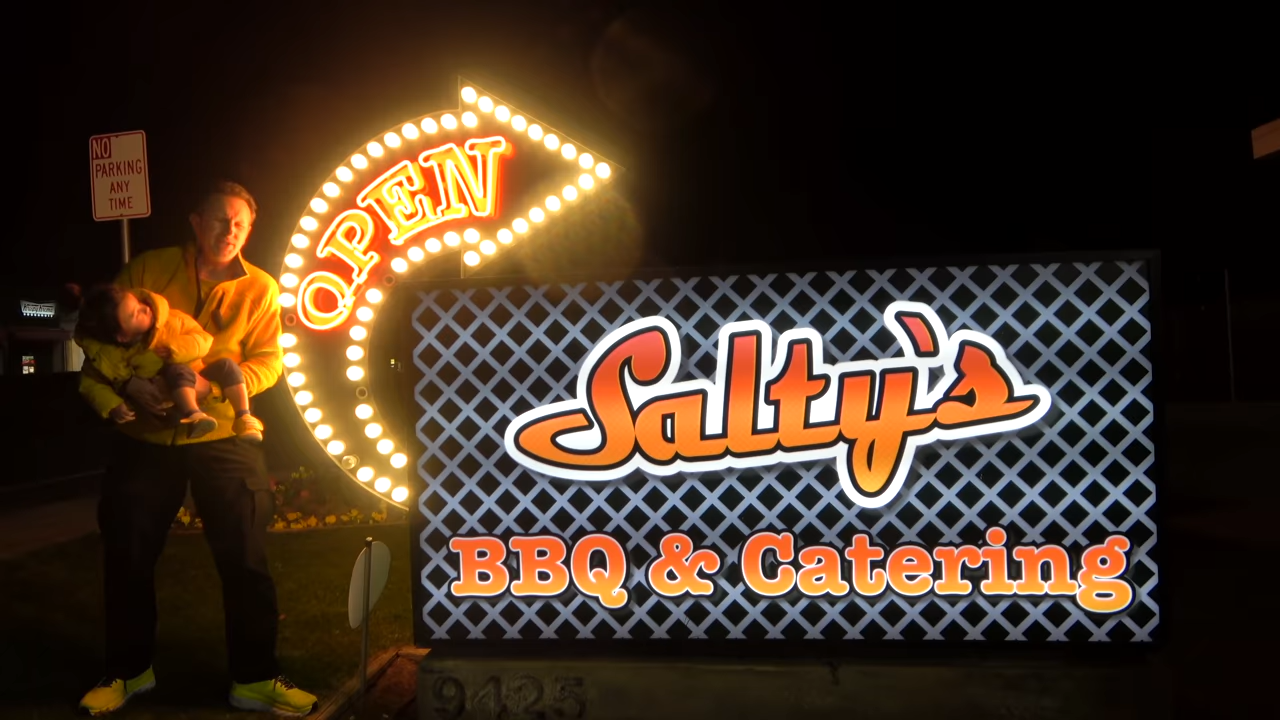 NO
PARKING
ANY
TIME
OPEN
Salty's
BBQ & Catering
9425